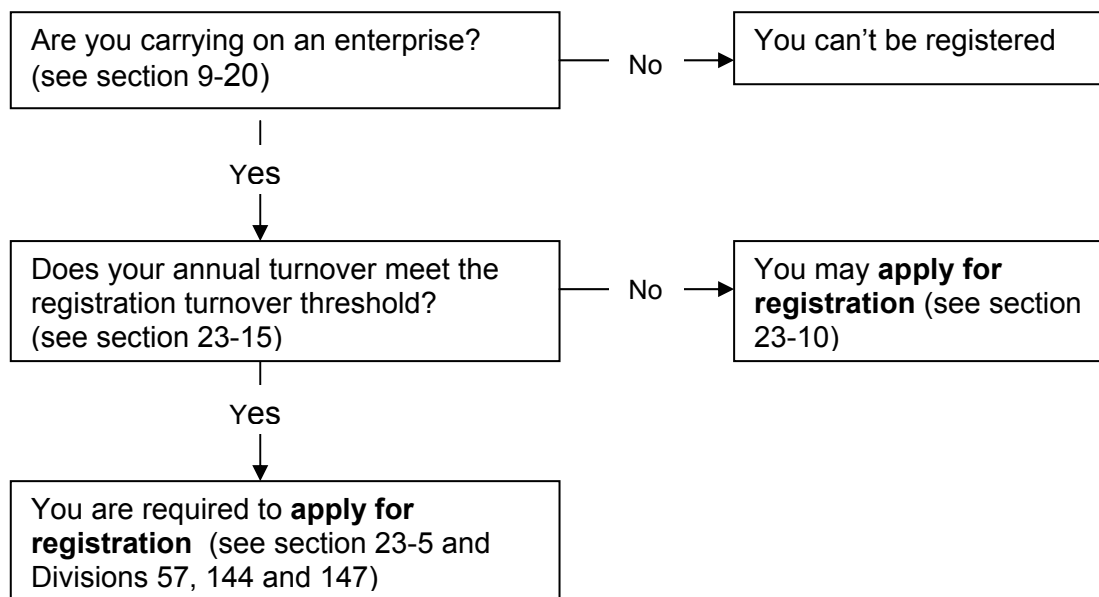 Are you carrying on an enterprise?
(see section 9-20)
No
You can’t be registered
Yes
Does your annual turnover meet the
registration turnover threshold?
(see section 23-15)
No
You may apply for
registration (see section
23-10)
Yes
You are required to apply for
registration  (see section 23-5 and
Divisions 57, 144 and 147)